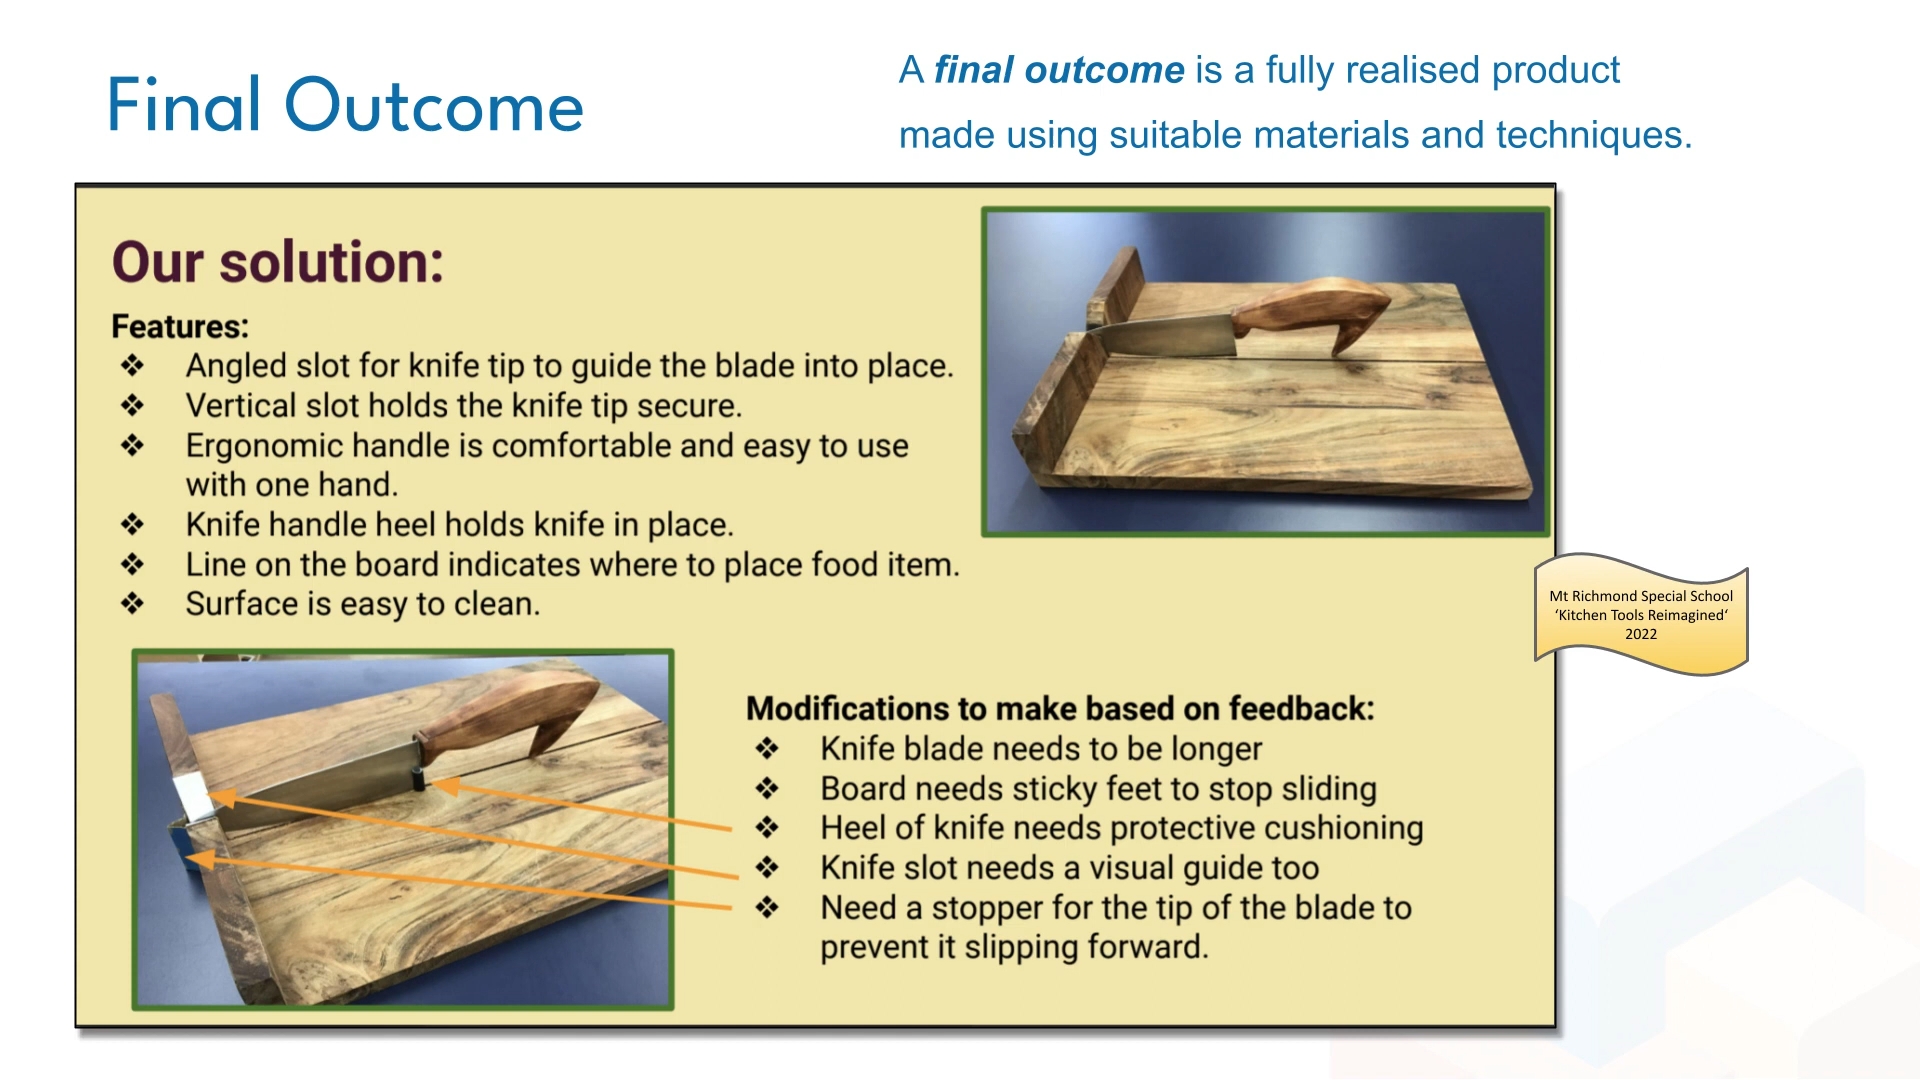 Final Outcome
A final outcome is a fully realised product
made using suitable materials and techniques.
Our solution:
Features:
❖ Angled slot for knife tip to guide the blade into place.
❖ Vertical slot holds the knife tip secure.
❖ Ergonomic handle is comfortable and easy to use
with one hand.
❖ Knife handle heel holds knife in place.
❖ Line on the board indicates where to place food item.
❖ Surface is easy to clean.
Mt Richmond Special School
‘Kitchen Tools Reimagined‘
2022
Modifications to make based on feedback:
❖ Knife blade needs to be longer
❖ Board needs sticky feet to stop sliding
❖ Heel of knife needs protective cushioning
❖ Knife slot needs a visual guide too
❖ Need a stopper for the tip of the blade to
prevent it slipping forward.